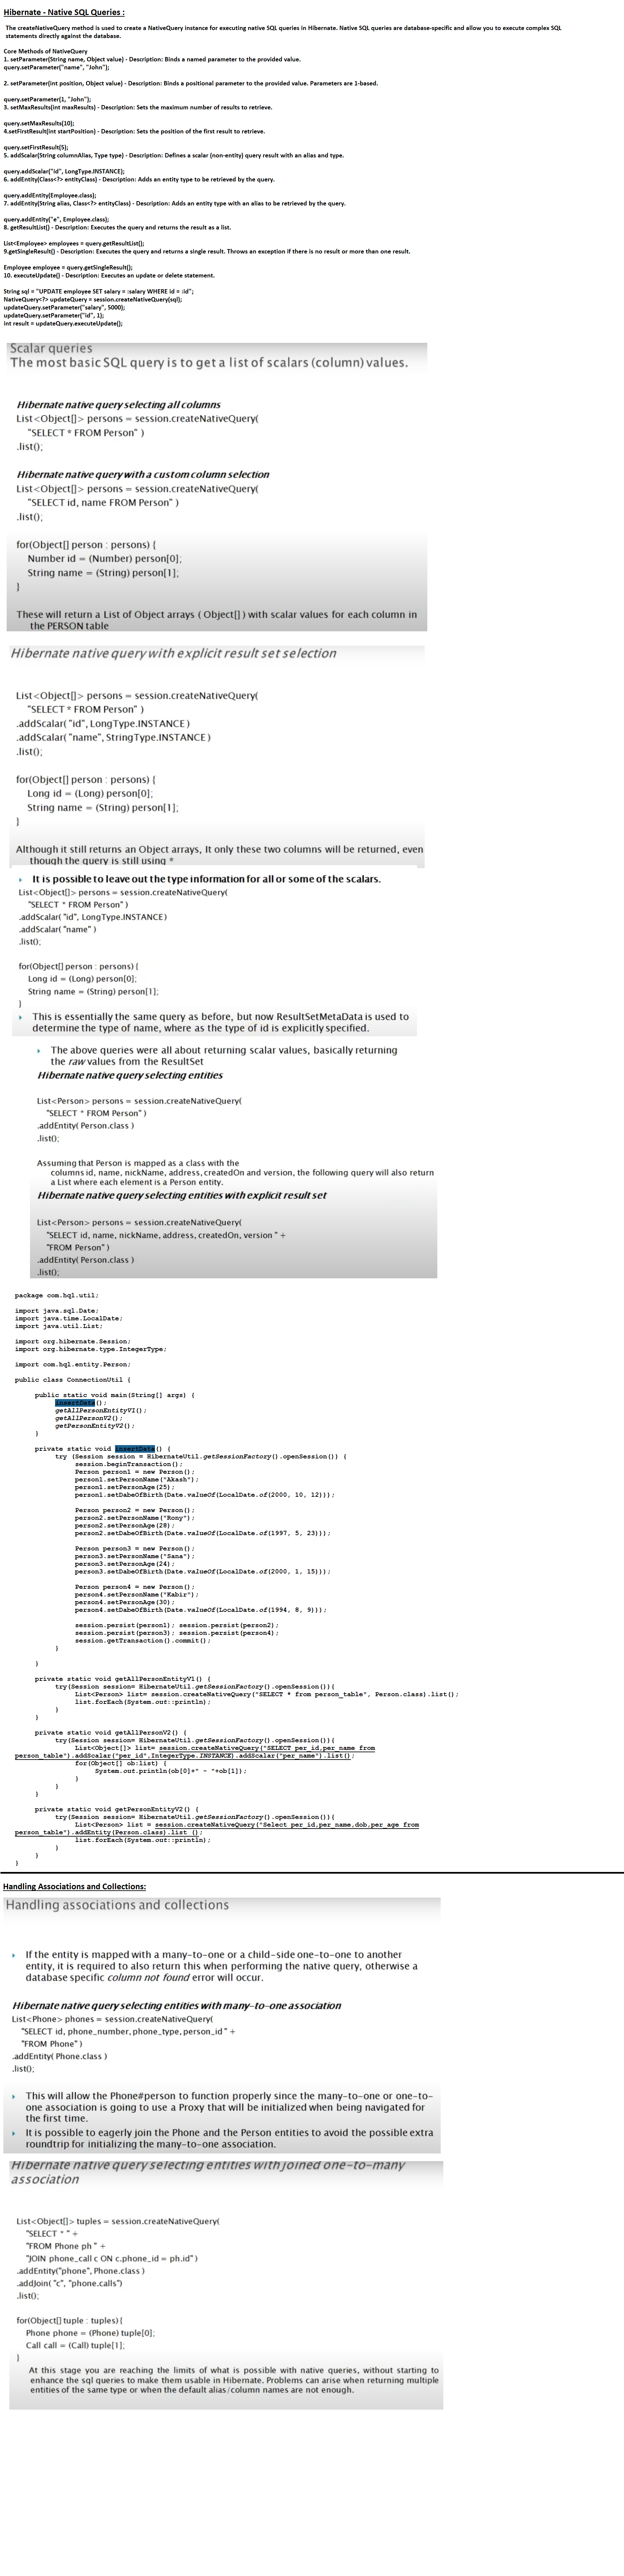 Hibernate - Native SQL Queries :
The createNativeQuery method is used to create a NativeQuery instance for executing native SQL queries in Hibernate. Native SQL queries are database-specific and allow you to execute complex SQL
statements directly against the database.
Core Methods of NativeQuery
1. setParameter(String name, Object value) - Description: Binds a named parameter to the provided value.
query.setParameter("name", "John");
2. setParameter(int position, Object value) - Description: Binds a positional parameter to the provided value. Parameters are 1-based.
query.setParameter(1, "John");
3. setMaxResults(int maxResults) - Description: Sets the maximum number of results to retrieve.
query.setMaxResults(10);
4.setFirstResult(int startPosition) - Description: Sets the position of the first result to retrieve.
query.setFirstResult(5);
5. addScalar(String columnAlias, Type type) - Description: Defines a scalar (non-entity) query result with an alias and type.
query.addScalar("id", LongType.INSTANCE);
6. addEntity(Class<?> entityClass) - Description: Adds an entity type to be retrieved by the query.
query.addEntity(Employee.class);
7. addEntity(String alias, Class<?> entityClass) - Description: Adds an entity type with an alias to be retrieved by the query.
query.addEntity("e", Employee.class);
8. getResultList() - Description: Executes the query and returns the result as a list.
List<Employee> employees = query.getResultList();
9.getSingleResult() - Description: Executes the query and returns a single result. Throws an exception if there is no result or more than one result.
Employee employee = query.getSingleResult();
10. executeUpdate() - Description: Executes an update or delete statement.
String sql = "UPDATE employee SET salary = :salary WHERE id = :id";
NativeQuery<?> updateQuery = session.createNativeQuery(sql);
updateQuery.setParameter("salary", 5000);
updateQuery.setParameter("id", 1);
int result = updateQuery.executeUpdate();
Scalar queries
The most basic SQL query is to get a list of scalars (column) values.
Hibernate native query selecting all columns
List<Object[]> persons = session.createNativeQuery(
"SELECT * FROM Person" )
.list();
Hibernate native query with a custom column selection
List<Object[]> persons = session.createNativeQuery(
"SELECT id, name FROM Person" )
.list();
for(Object[] person : persons) {
Number id = (Number) person[0];
String name = (String) person[1];
}
These will return a List of Object arrays ( Object[] ) with scalar values for each column in
the PERSON table
Hibernate native query with explicit result set selection
List<Object[]> persons = session.createNativeQuery(
"SELECT * FROM Person" )
.addScalar( "id", LongType.INSTANCE )
.addScalar( "name", StringType.INSTANCE )
.list();
for(Object[] person : persons) {
Long id = (Long) person[0];
String name = (String) person[1];
}
Although it still returns an Object arrays, It only these two columns will be returned, even
though the query is still using *
It is possible to leave out the type information for all or some of the scalars.
List<Object[]> persons = session.createNativeQuery(
"SELECT * FROM Person" )
.addScalar( "id", LongType.INSTANCE )
.addScalar( "name" )
.list();
for(Object[] person : persons) {
Long id = (Long) person[0];
String name = (String) person[1];
}
This is essentially the same query as before, but now ResultSetMetaData is used to
determine the type of name, where as the type of id is explicitly specified.
The above queries were all about returning scalar values, basically returning
the raw values from the ResultSet
Hibernate native query selecting entities
List<Person> persons = session.createNativeQuery(
"SELECT * FROM Person" )
.addEntity( Person.class )
.list();
Assuming that Person is mapped as a class with the
columns id, name, nickName, address, createdOn and version, the following query will also return
a List where each element is a Person entity.
Hibernate native query selecting entities with explicit result set
List<Person> persons = session.createNativeQuery(
"SELECT id, name, nickName, address, createdOn, version " +
"FROM Person" )
.addEntity( Person.class )
.list();
package com.hql.util;
import java.sql.Date;
import java.time.LocalDate;
import java.util.List;
import org.hibernate.Session;
import org.hibernate.type.IntegerType;
import com.hql.entity.Person;
public class ConnectionUtil {
public static void main(String[] args) {
insertData();
getAllPersonEntityV1();
getAllPersonV2();
getPersonEntityV2();
}
private static void insertData() {
try (Session session = HibernateUtil.getSessionFactory().openSession()) {
session.beginTransaction();
Person person1 = new Person();
person1.setPersonName("Akash");
person1.setPersonAge(25);
person1.setDabeOfBirth(Date.valueOf(LocalDate.of(2000, 10, 12)));
Person person2 = new Person();
person2.setPersonName("Rony");
person2.setPersonAge(28);
person2.setDabeOfBirth(Date.valueOf(LocalDate.of(1997, 5, 23)));
Person person3 = new Person();
person3.setPersonName("Sana");
person3.setPersonAge(24);
person3.setDabeOfBirth(Date.valueOf(LocalDate.of(2000, 1, 15)));
Person person4 = new Person();
person4.setPersonName("Kabir");
person4.setPersonAge(30);
person4.setDabeOfBirth(Date.valueOf(LocalDate.of(1994, 8, 9)));
session.persist(person1); session.persist(person2);
session.persist(person3); session.persist(person4);
session.getTransaction().commit();
}
}
private static void getAllPersonEntityV1() {
try(Session session= HibernateUtil.getSessionFactory().openSession()){
List<Person> list= session.createNativeQuery("SELECT * from person_table", Person.class).list();
list.forEach(System.out::println);
}
}
private static void getAllPersonV2() {
try(Session session= HibernateUtil.getSessionFactory().openSession()){
List<Object[]> list= session.createNativeQuery("SELECT per_id,per_name from
person_table").addScalar("per_id",IntegerType.INSTANCE).addScalar("per_name").list();
for(Object[] ob:list) {
System.out.println(ob[0]+" - "+ob[1]);
}
}
}
private static void getPersonEntityV2() {
try(Session session= HibernateUtil.getSessionFactory().openSession()){
List<Person> list = session.createNativeQuery("Select per_id,per_name,dob,per_age from
person_table").addEntity(Person.class).list ();
list.forEach(System.out::println);
}
}
}
Handling Associations and Collections:
Handling associations and collections
If the entity is mapped with a many-to-one or a child-side one-to-one to another
entity, it is required to also return this when performing the native query, otherwise a
database specific column not found error will occur.
Hibernate native query selecting entities with many-to-one association
List<Phone> phones = session.createNativeQuery(
"SELECT id, phone_number, phone_type, person_id " +
"FROM Phone" )
.addEntity( Phone.class )
.list();
This will allow the Phone#person to function properly since the many-to-one or one-to-
one association is going to use a Proxy that will be initialized when being navigated for
the first time.
It is possible to eagerly join the Phone and the Person entities to avoid the possible extra
roundtrip for initializing the many-to-one association.
Hibernate native query selecting entities with joined one-to-many
association
List<Object[]> tuples = session.createNativeQuery(
"SELECT * " +
"FROM Phone ph " +
"JOIN phone_call c ON c.phone_id = ph.id" )
.addEntity("phone", Phone.class )
.addJoin( "c", "phone.calls")
.list();
for(Object[] tuple : tuples) {
Phone phone = (Phone) tuple[0];
Call call = (Call) tuple[1];
}
At this stage you are reaching the limits of what is possible with native queries, without starting to
enhance the sql queries to make them usable in Hibernate. Problems can arise when returning multiple
entities of the same type or when the default alias/column names are not enough.